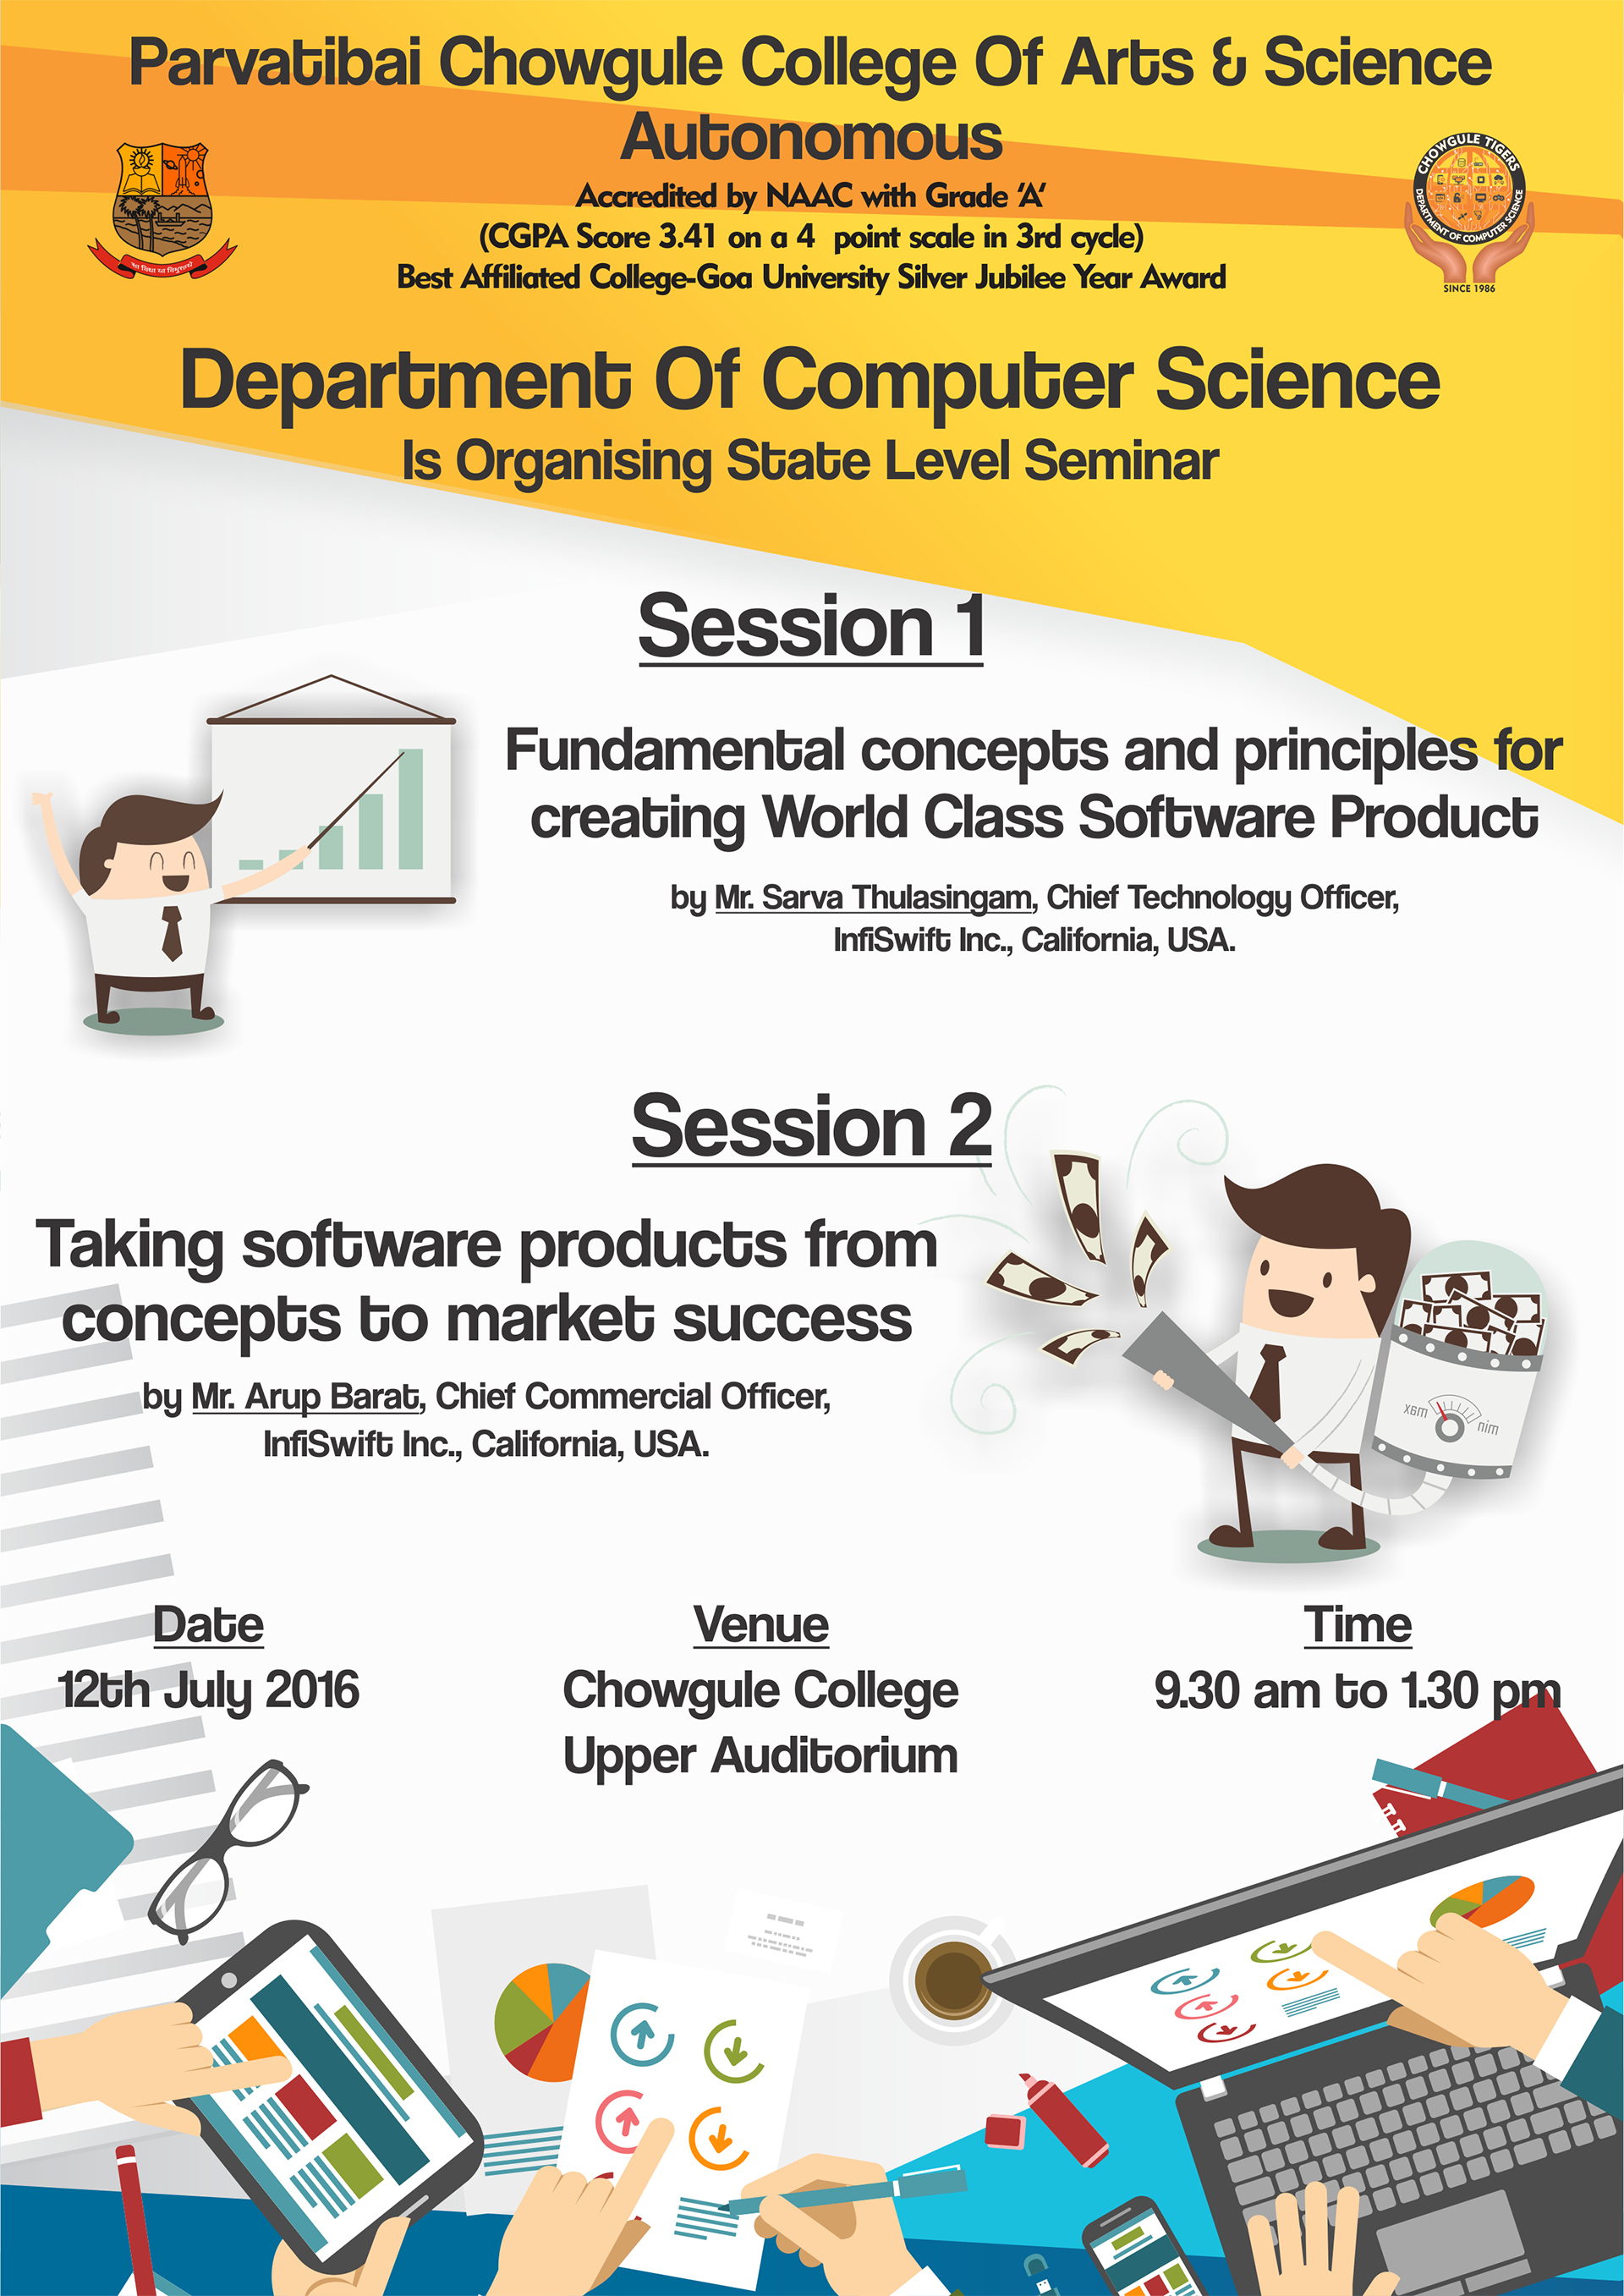 Parvatibai Chowgule College Of Arts & Science
Autonomous
Accredited by NAAC with Grade ‘A‘
(CGPA Score 3.41 on a 4 point scale in 3rd cycle)
Best Affiliated College-Goa University Silver Jubilee Year Award
CHOWGULE TIGERS
DEPARTMENT OF COMPUTER SCIENCE
SINCE 1986
Department Of Computer Science
Is Organising State Level Seminar
Session 1
Fundamental concepts and principles for
creating World Class Software Product
by Mr. Sarva Thulasingam, Chief Technology Officer,
InfiSwift Inc., California, USA.
Session 2
Taking software products from
concepts to market success
by Mr. Arup Barat, Chief Commercial Officer,
InfiSwift Inc., California, USA.
max
min
Date
12th July 2016
Venue
Chowgule College
Upper Auditorium
Time
9.30 am to 1.30 pm